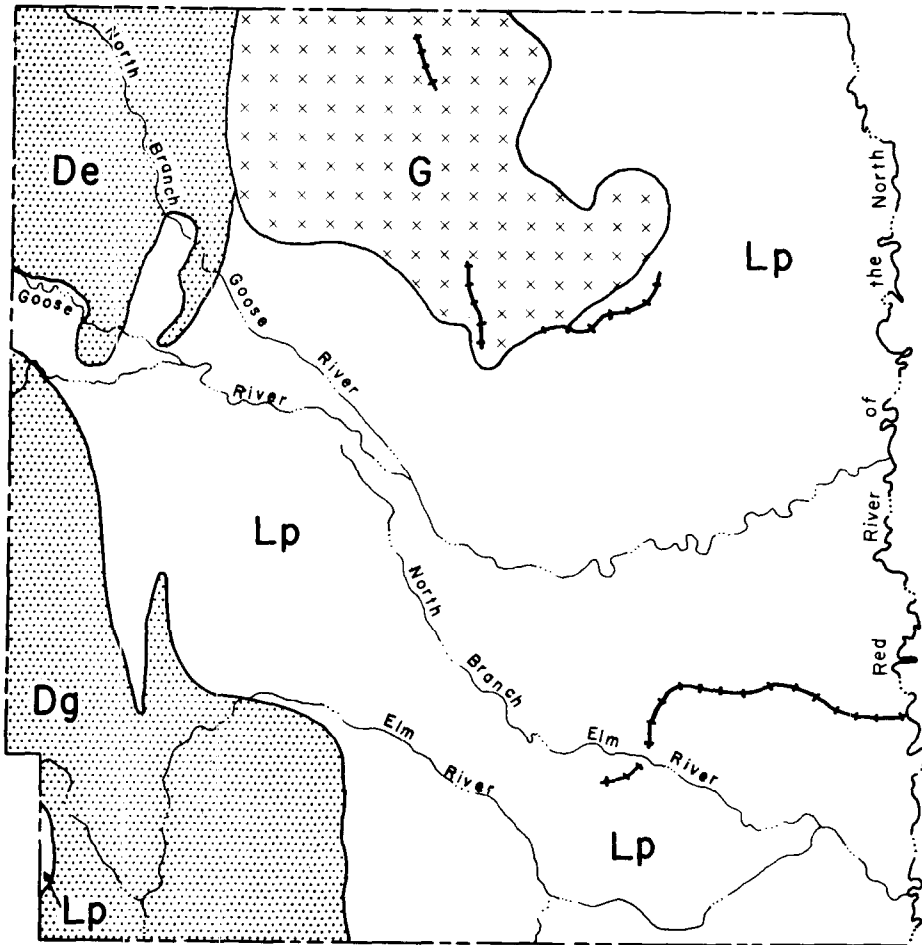 North
Branch
Goose
River
De
G
Lp
Goose
River
Red River of the North
Lp
North
Branch
Elm
River
Dg
Elm
River
Lp
Lp